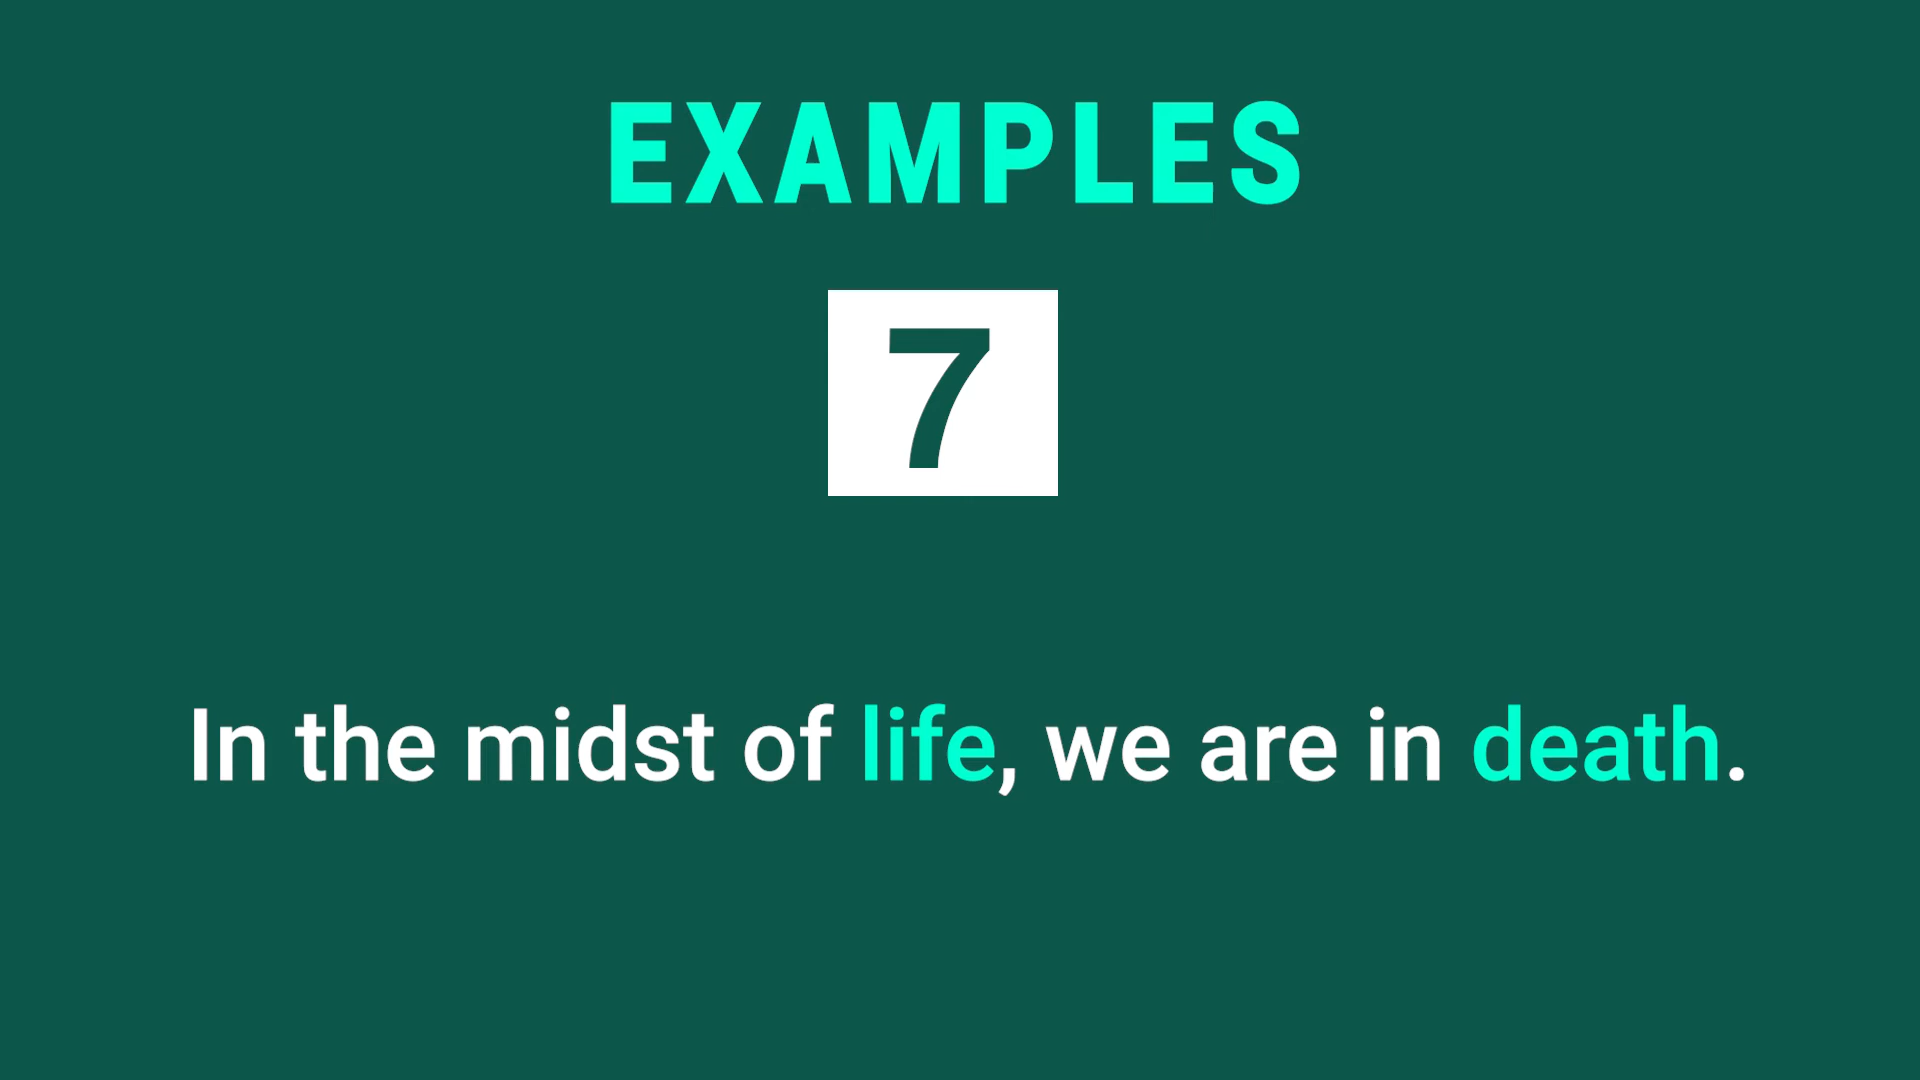 EXAMPLES
7
In the midst of life, we are in death.